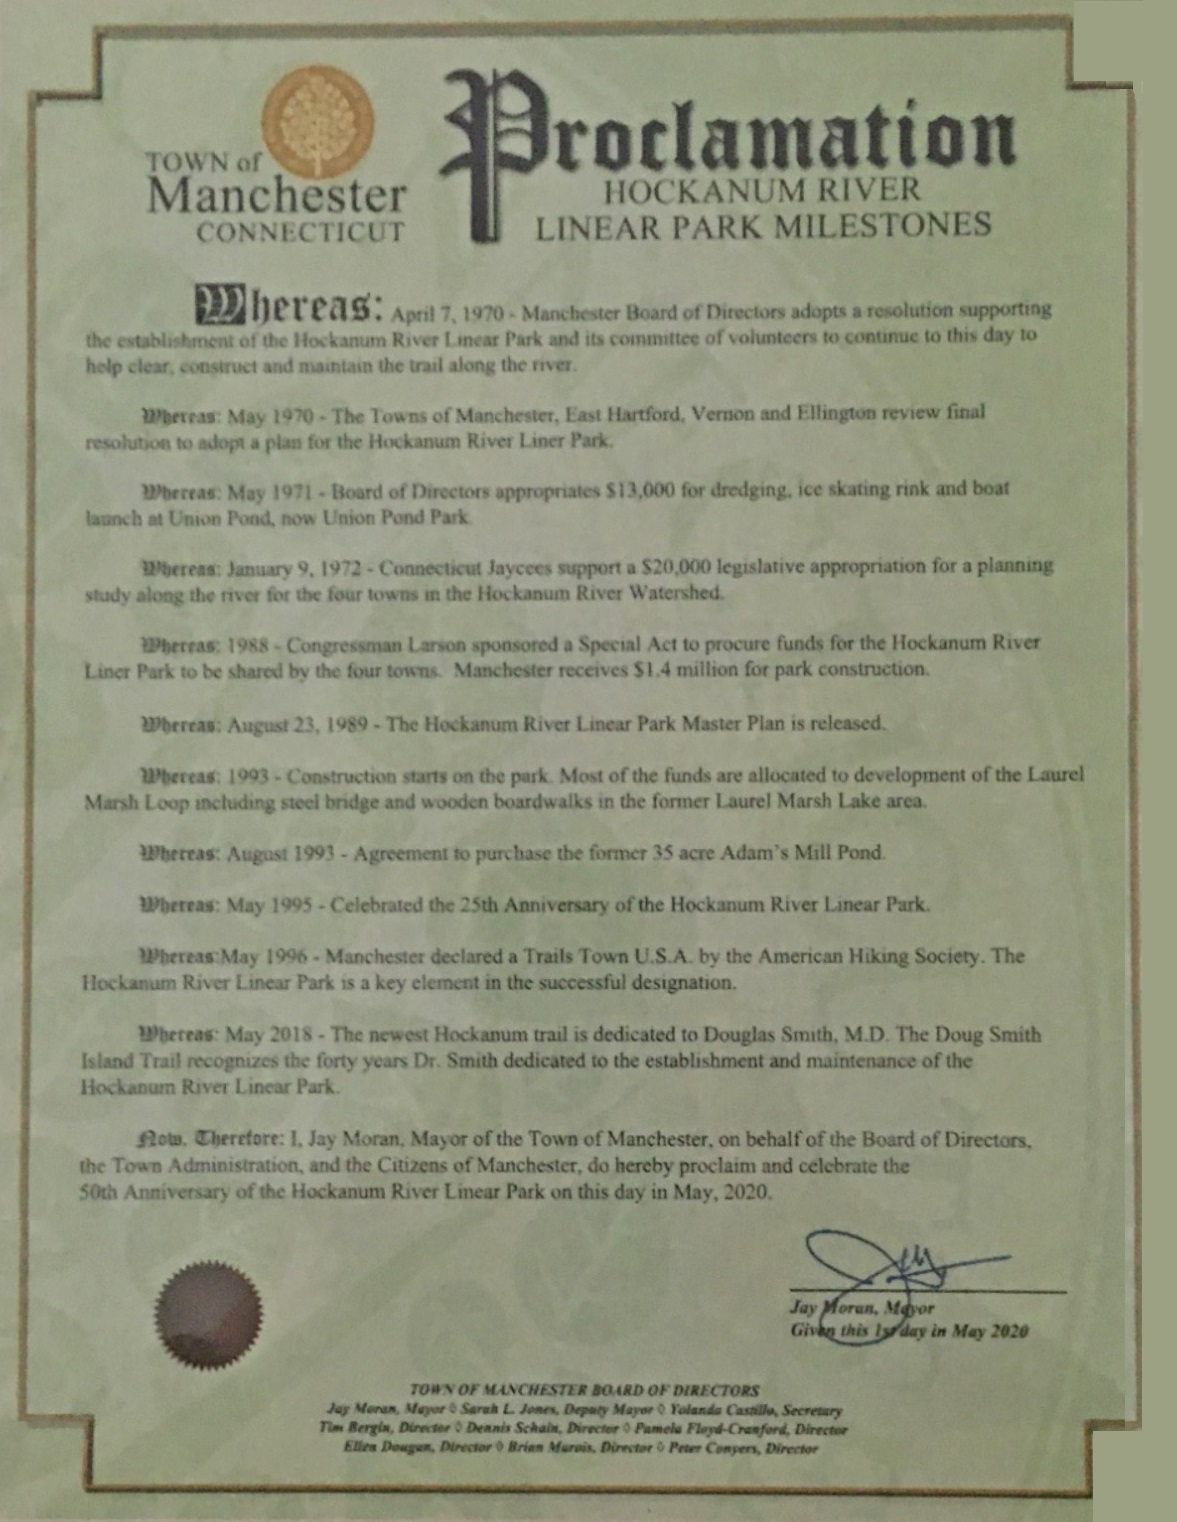 TOWN of
Manchester
CONNECTICUT
Proclamation
HOCKANUM RIVER
LINEAR PARK MILESTONES
Whereas: April 7, 1970 - Manchester Board of Directors adopts a resolution supporting
the establishment of the Hockanum River Linear Park and its committee of volunteers to continue to this day to
help clear, construct and maintain the trail along the river.
Whereas: May 1970 - The Towns of Manchester, East Hartford, Vernon and Ellington review final
resolution to adopt a plan for the Hockanum River Liner Park.
Whereas: May 1971 - Board of Directors appropriates $13,000 for dredging, ice skating rink and boat
launch at Union Pond, now Union Pond Park.
Whereas: January 9, 1972 - Connecticut Jaycees support a $20,000 legislative appropriation for a planning
study along the river for the four towns in the Hockanum River Watershed.
Whereas: 1988 - Congressman Larson sponsored a Special Act to procure funds for the Hockanum River
Liner Park to be shared by the four towns. Manchester receives $1.4 million for park construction.
Whereas: August 23, 1989 - The Hockanum River Linear Park Master Plan is released.
Whereas: 1993 - Construction starts on the park. Most of the funds are allocated to development of the Laurel
Marsh Loop including steel bridge and wooden boardwalks in the former Laurel Marsh Lake area.
Whereas: August 1993 - Agreement to purchase the former 35 acre Adam's Mill Pond.
Whereas: May 1995 - Celebrated the 25th Anniversary of the Hockanum River Linear Park.
Whereas: May 1996 - Manchester declared a Trails Town U.S.A. by the American Hiking Society. The
Hockanum River Linear Park is a key element in the successful designation.
Whereas: May 2018 - The newest Hockanum trail is dedicated to Douglas Smith, M.D. The Doug Smith
Island Trail recognizes the forty years Dr. Smith dedicated to the establishment and maintenance of the
Hockanum River Linear Park.
Now, Therefore: I, Jay Moran, Mayor of the Town of Manchester, on behalf of the Board of Directors,
the Town Administration, and the Citizens of Manchester, do hereby proclaim and celebrate the
50th Anniversary of the Hockanum River Linear Park on this day in May, 2020.
Jay Moran, Mayor
Given this 1st day in May 2020
TOWN OF MANCHESTER BOARD OF DIRECTORS
Jay Moran, Mayor ◊ Sarah L. Jones, Deputy Mayor ◊ Yolanda Castillo, Secretary
Tim Bergin, Director ◊ Dennis Schain, Director ◊ Pamela Floyd-Cranford, Director
Ellen Dougan, Director ◊ Brian Marois, Director ◊ Peter Conyers, Director